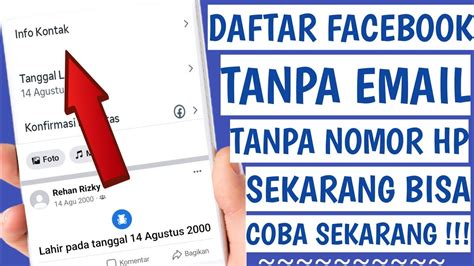 Info Kontak
Tanggal L
14 Agustus 2000
Konfirmasi
Foto
Rehan Rizky
14 Agu 2000
Lahir pada tanggal 14 Agustus 2000
Komentar
Bagikan
DAFTAR FACEBOOK
TANPA EMAIL
TANPA NOMOR HP
SEKARANG BISA
COBA SEKARANG !!!
~~~~~~~~~~